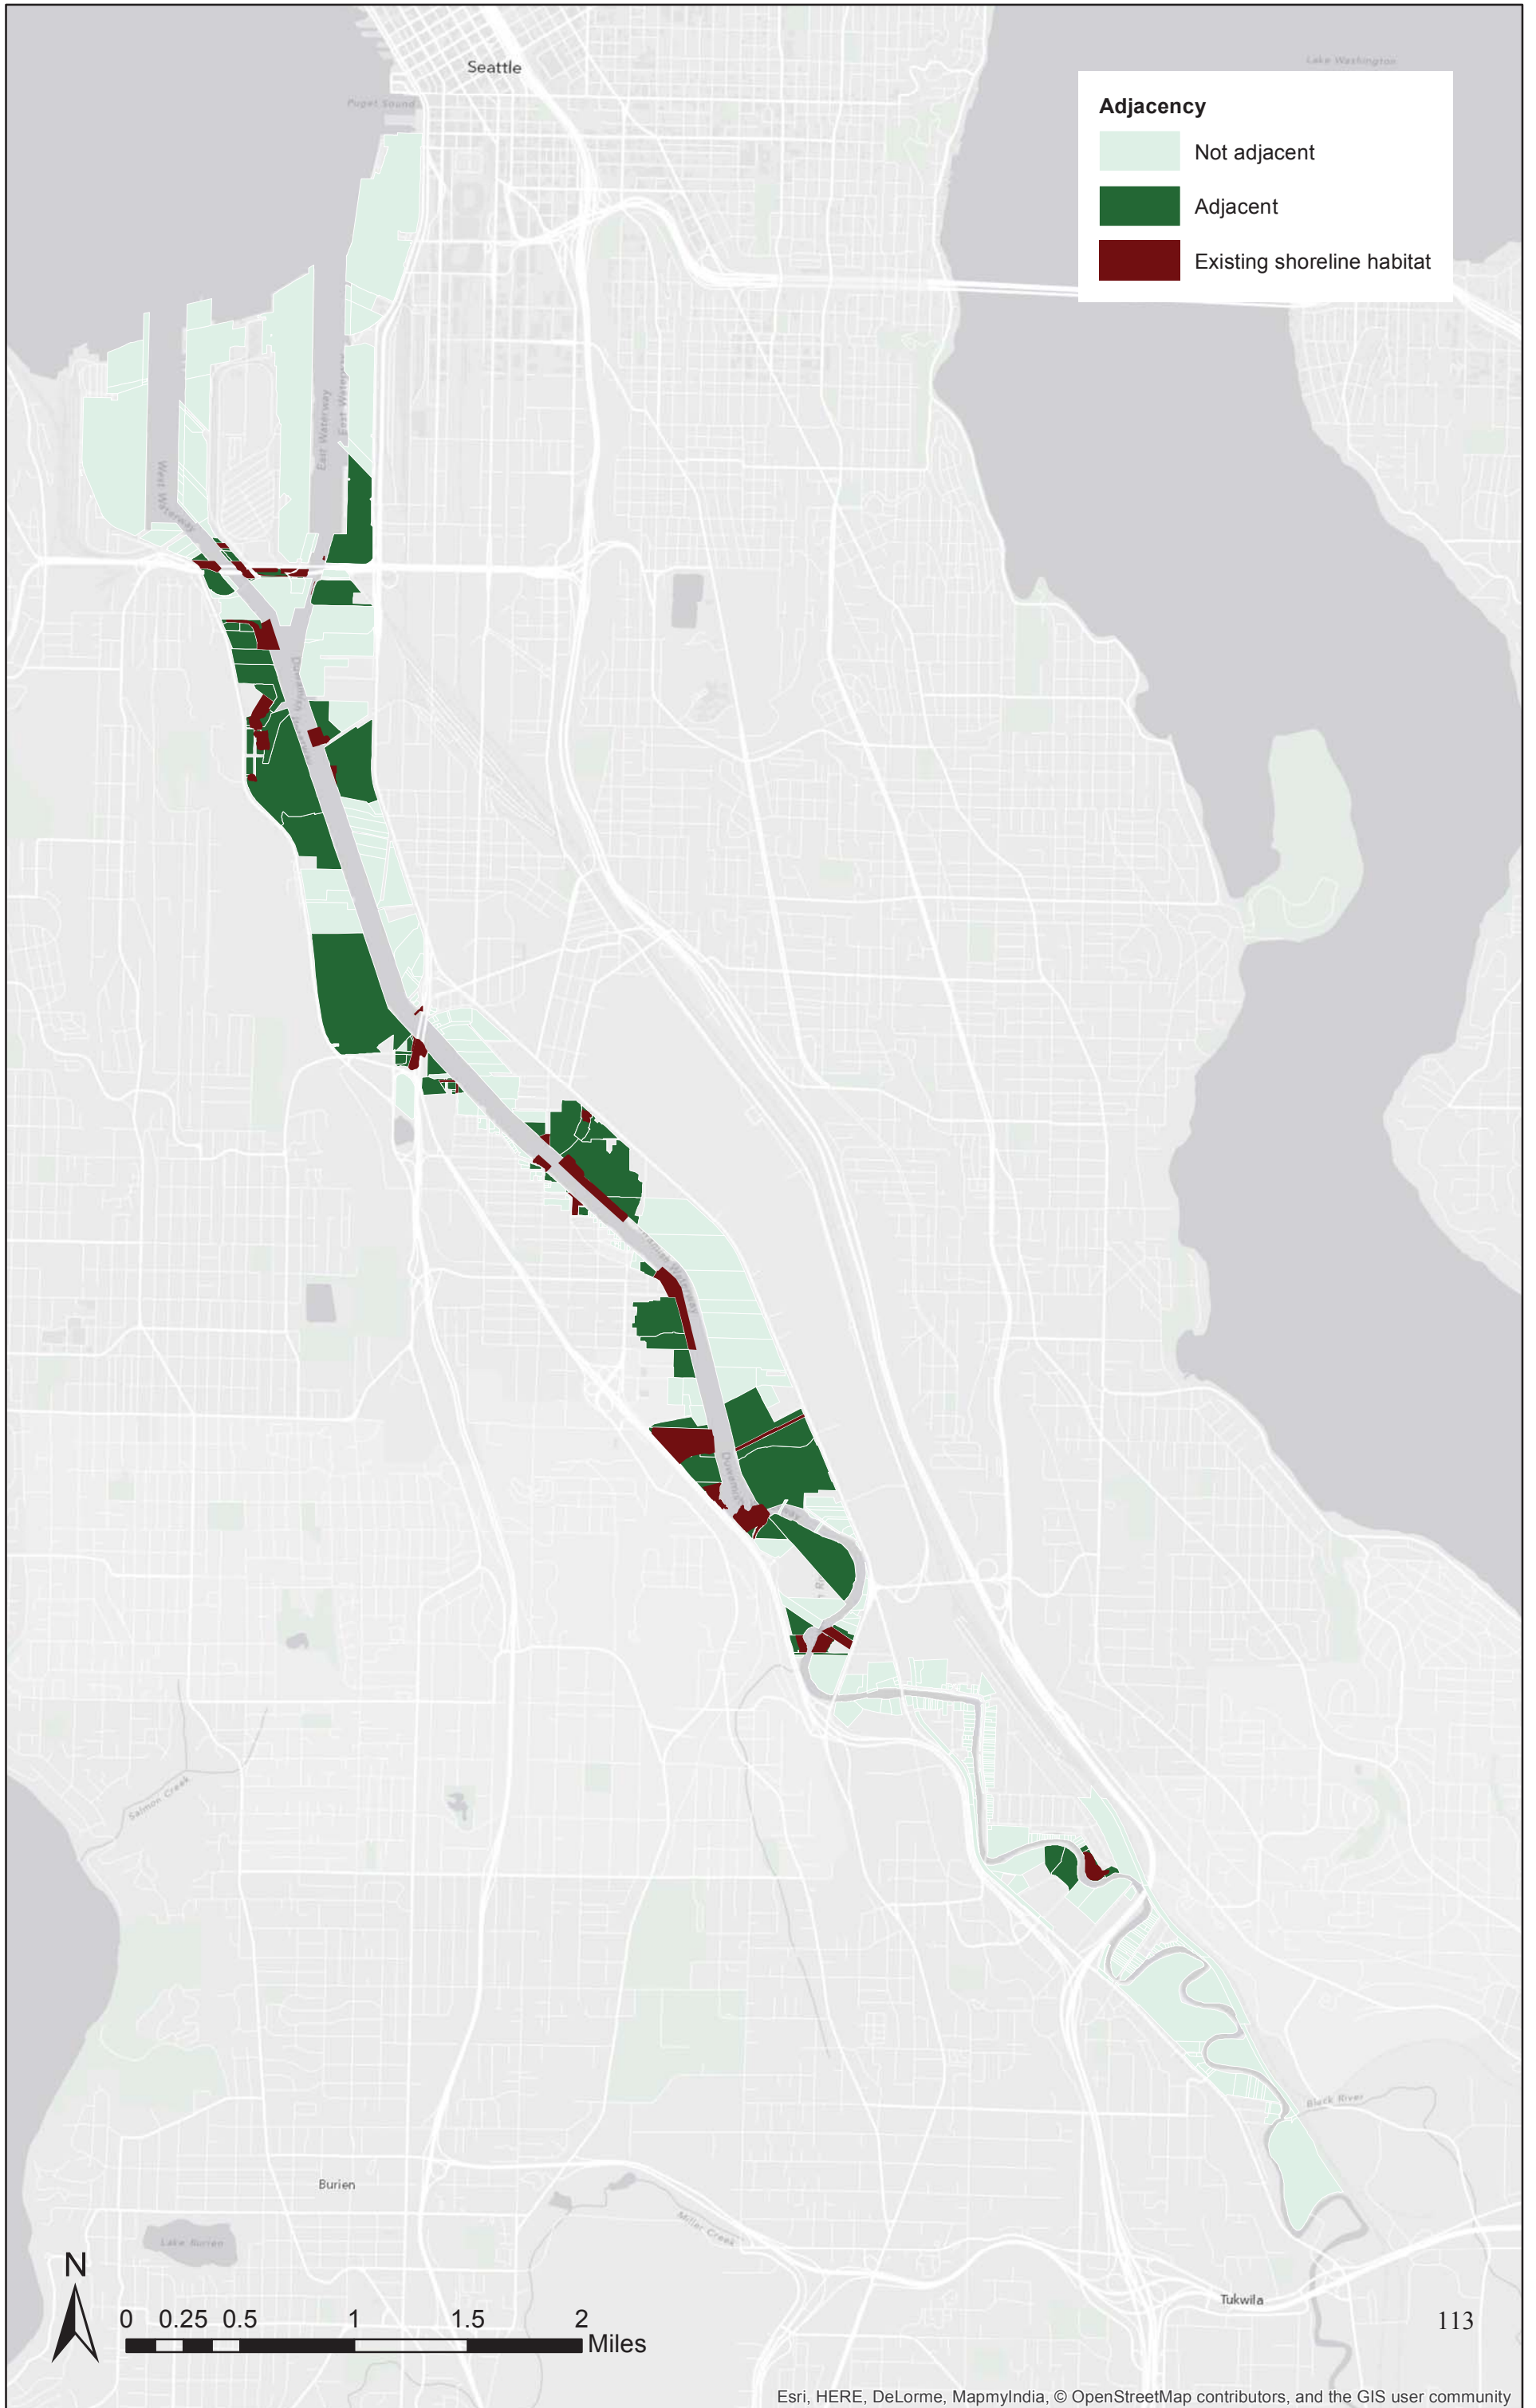 Seattle
Lake Washington
Puget Sound
Adjacency
Not adjacent
Adjacent
Existing shoreline habitat
East Waterway
East Waterway
West Waterway
Salmon Creek
Black River
Burien
Miller Creek
Lake Burien
Tukwila
N
0 0.25 0.5 1 1.5 2
Miles
113
Esri, HERE, DeLorme, MapmyIndia, © OpenStreetMap contributors, and the GIS user community